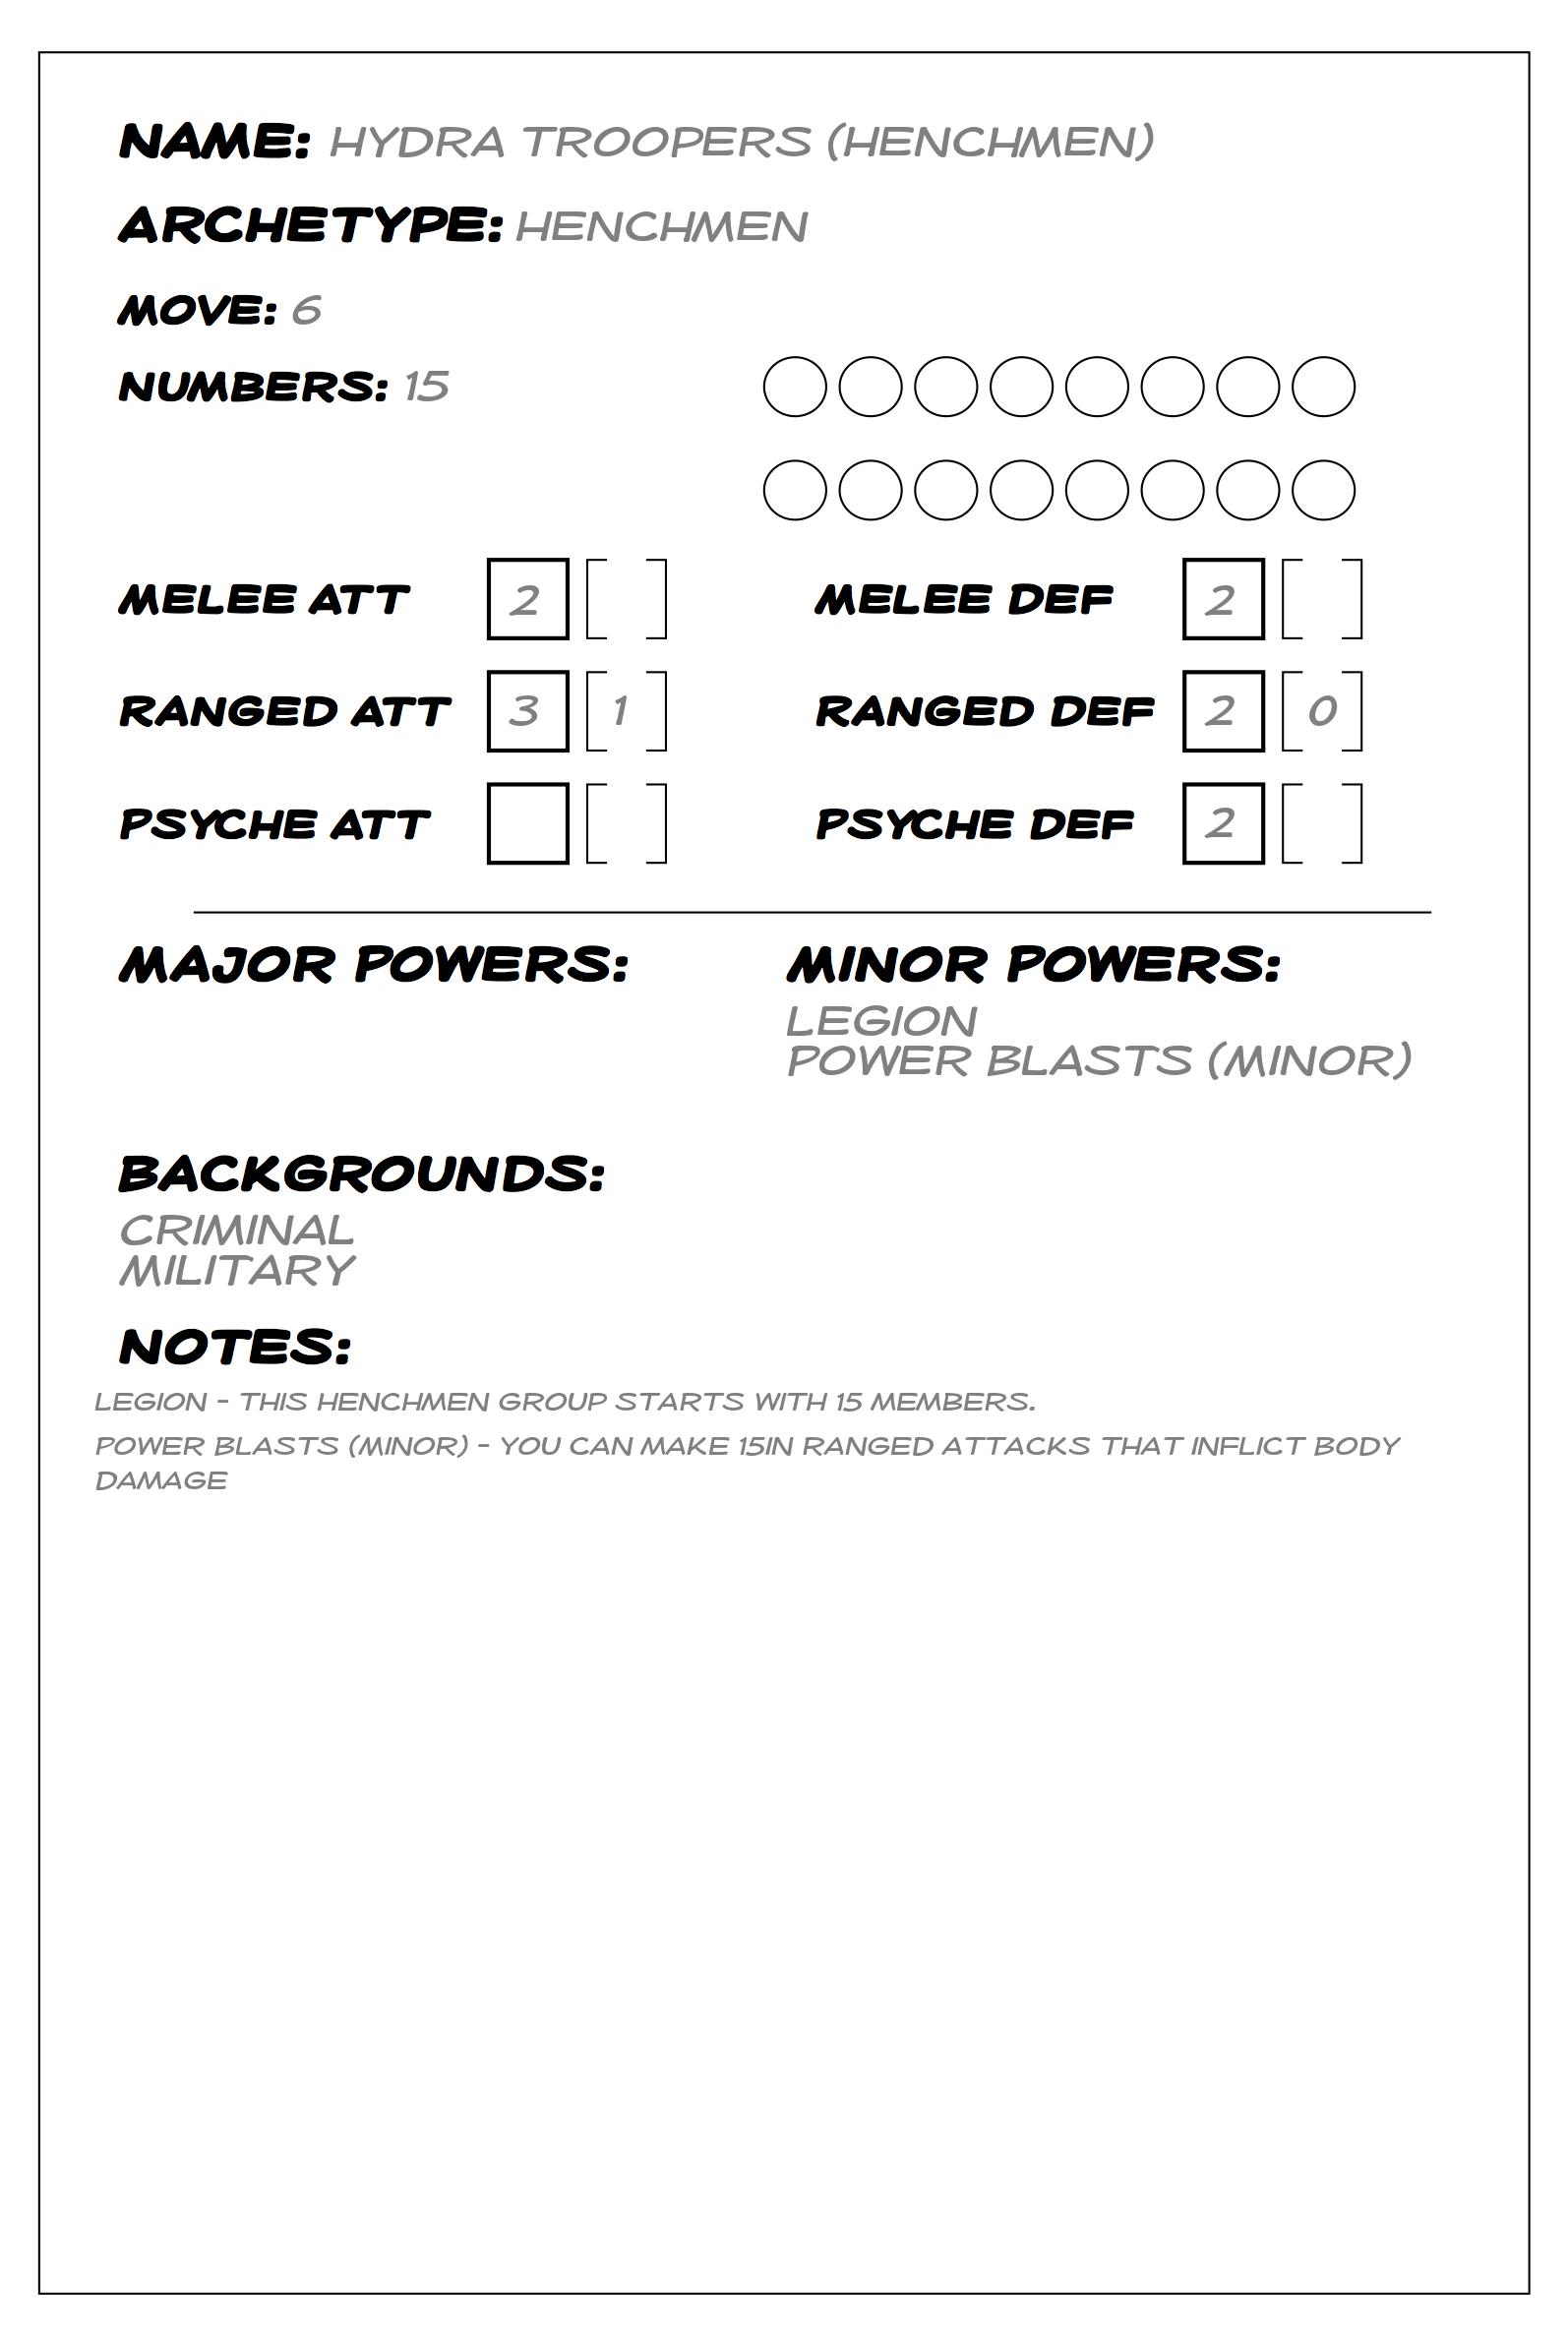 NAME: HYDRA TROOPERS (HENCHMEN)
ARCHETYPE: HENCHMEN
MOVE: 6
NUMBERS: 15
MELEE ATT 2 [ ] MELEE DEF 2 [ ]
RANGED ATT 3 [ 1 ] RANGED DEF 2 [ 0 ]
PSYCHE ATT [ ] PSYCHE DEF 2 [ ]
MAJOR POWERS:
MINOR POWERS:
LEGION
POWER BLASTS (MINOR)
BACKGROUNDS:
CRIMINAL
MILITARY
NOTES:
LEGION - THIS HENCHMEN GROUP STARTS WITH 15 MEMBERS.
POWER BLASTS (MINOR) - YOU CAN MAKE 15IN RANGED ATTACKS THAT INFLICT BODY
DAMAGE